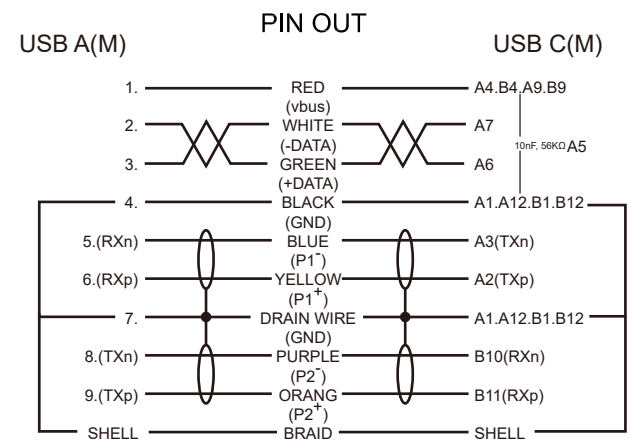 PIN OUT
USB A(M) USB C(M)
1. RED A4.B4.A9.B9
(vbus)
2. WHITE A7
(-DATA) 10nF, 56KΩ A5
3. GREEN A6
(+DATA)
4. BLACK A1.A12.B1.B12
(GND)
5.(RXn) BLUE A3(TXn)
(P1-)
6.(RXp) YELLOW A2(TXp)
(P1+)
7. DRAIN WIRE A1.A12.B1.B12
(GND)
8.(TXn) PURPLE B10(RXn)
(P2-)
9.(TXp) ORANG B11(RXp)
(P2+)
SHELL BRAID SHELL